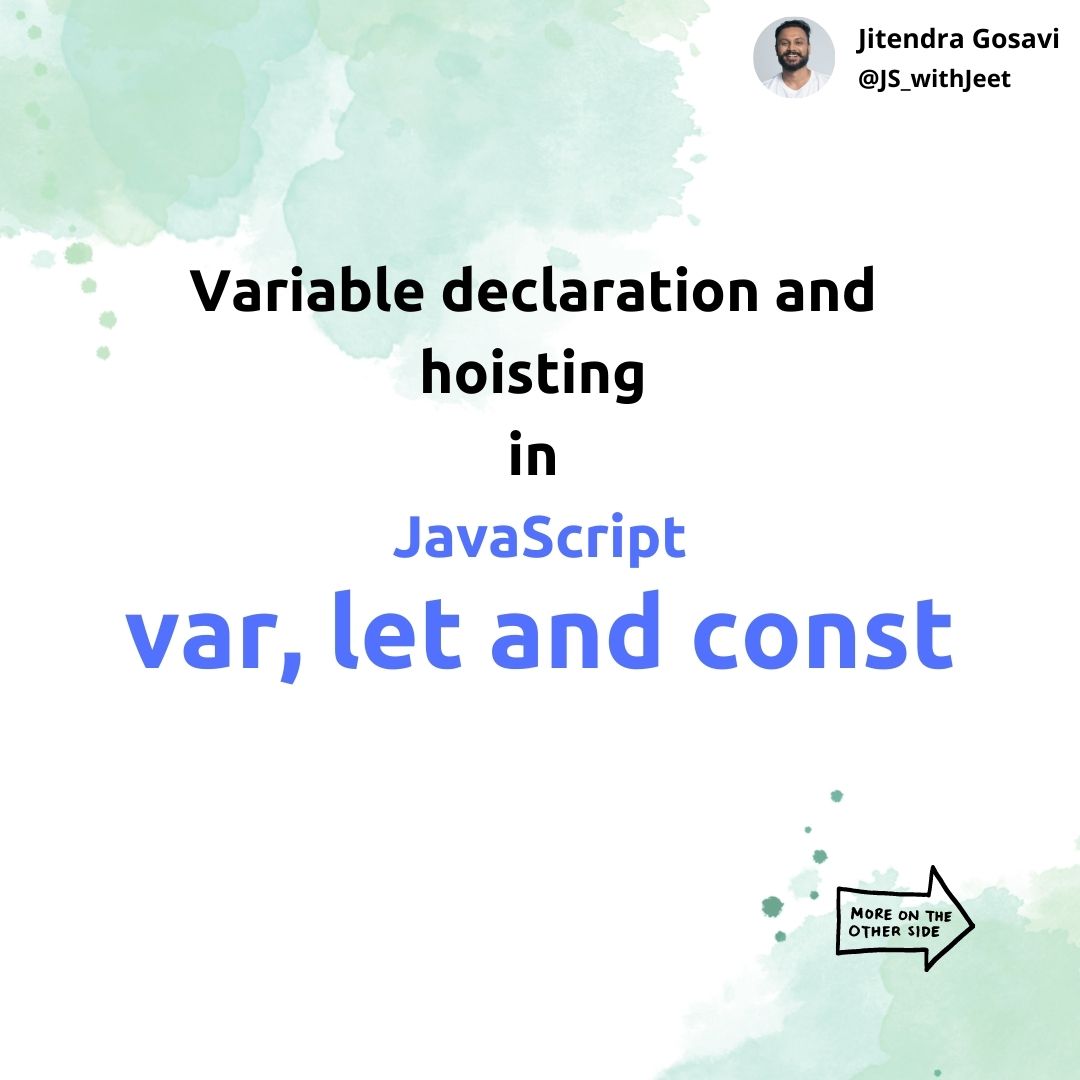 Jitendra Gosavi
@JS_withJeet
Variable declaration and
hoisting
in
JavaScript
var, let and const
MORE ON THE
OTHER SIDE